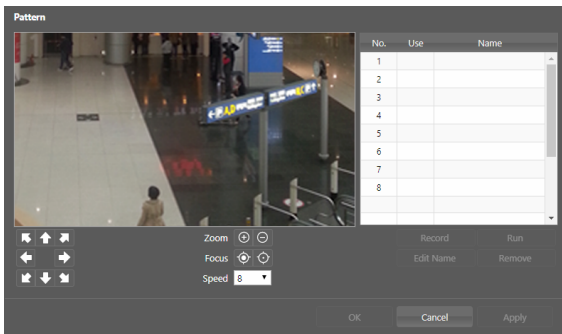 Pattern
No. Use Name
1
2
3
4
5
6
7
8
A,D
B,C
Zoom
Focus
Speed 8
Record Run
Edit Name Remove
OK Cancel Apply